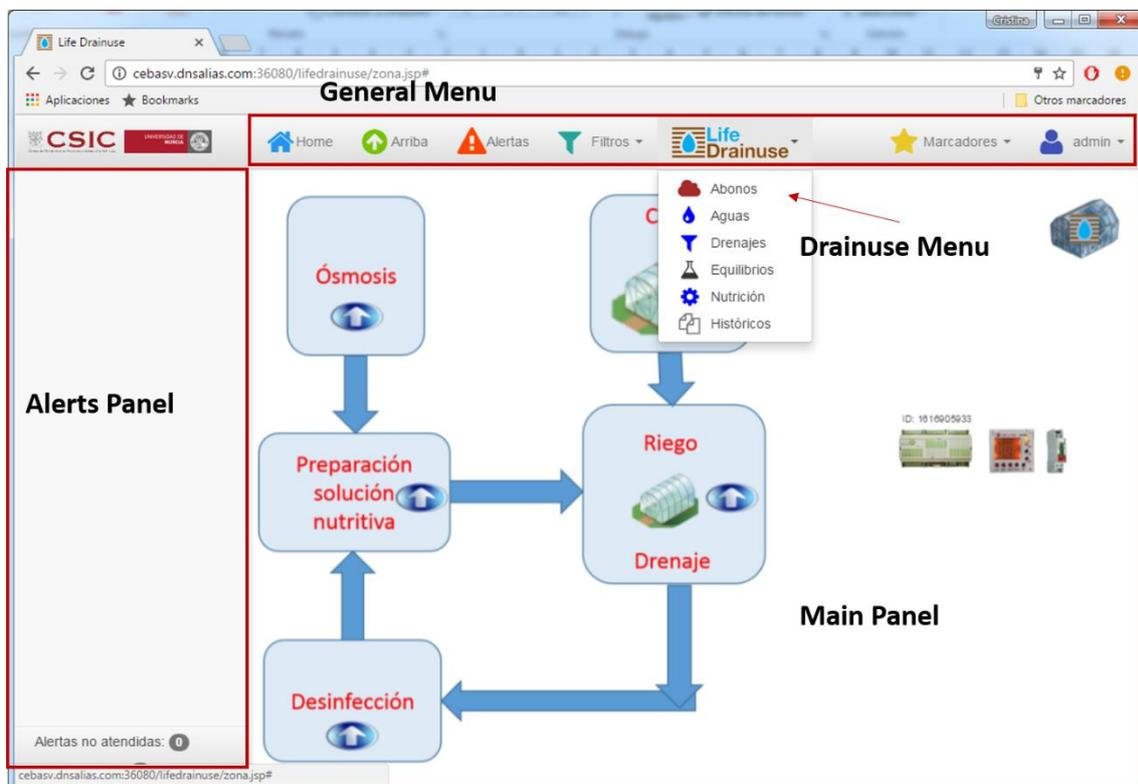 Cristina
Life Drainuse
cebasv.dnsalias.com:36080/lifedrainuse/zona.jsp#
Aplicaciones
Bookmarks
Otros marcadores
General Menu
CSIC
UNIVERSIDAD DE
MURCIA
Home
Arriba
Alertas
Filtros
Life
Drainuse
Marcadores
admin
Abonos
Aguas
Drenajes
Equilibrios
Nutrición
Históricos
Drainuse Menu
Ósmosis
C
Alerts Panel
ID: 1616905933
Preparación
solución
nutritiva
Riego
Drenaje
Main Panel
Desinfección
Alertas no atendidas: 0
cebasv.dnsalias.com:36080/lifedrainuse/zona.jsp#